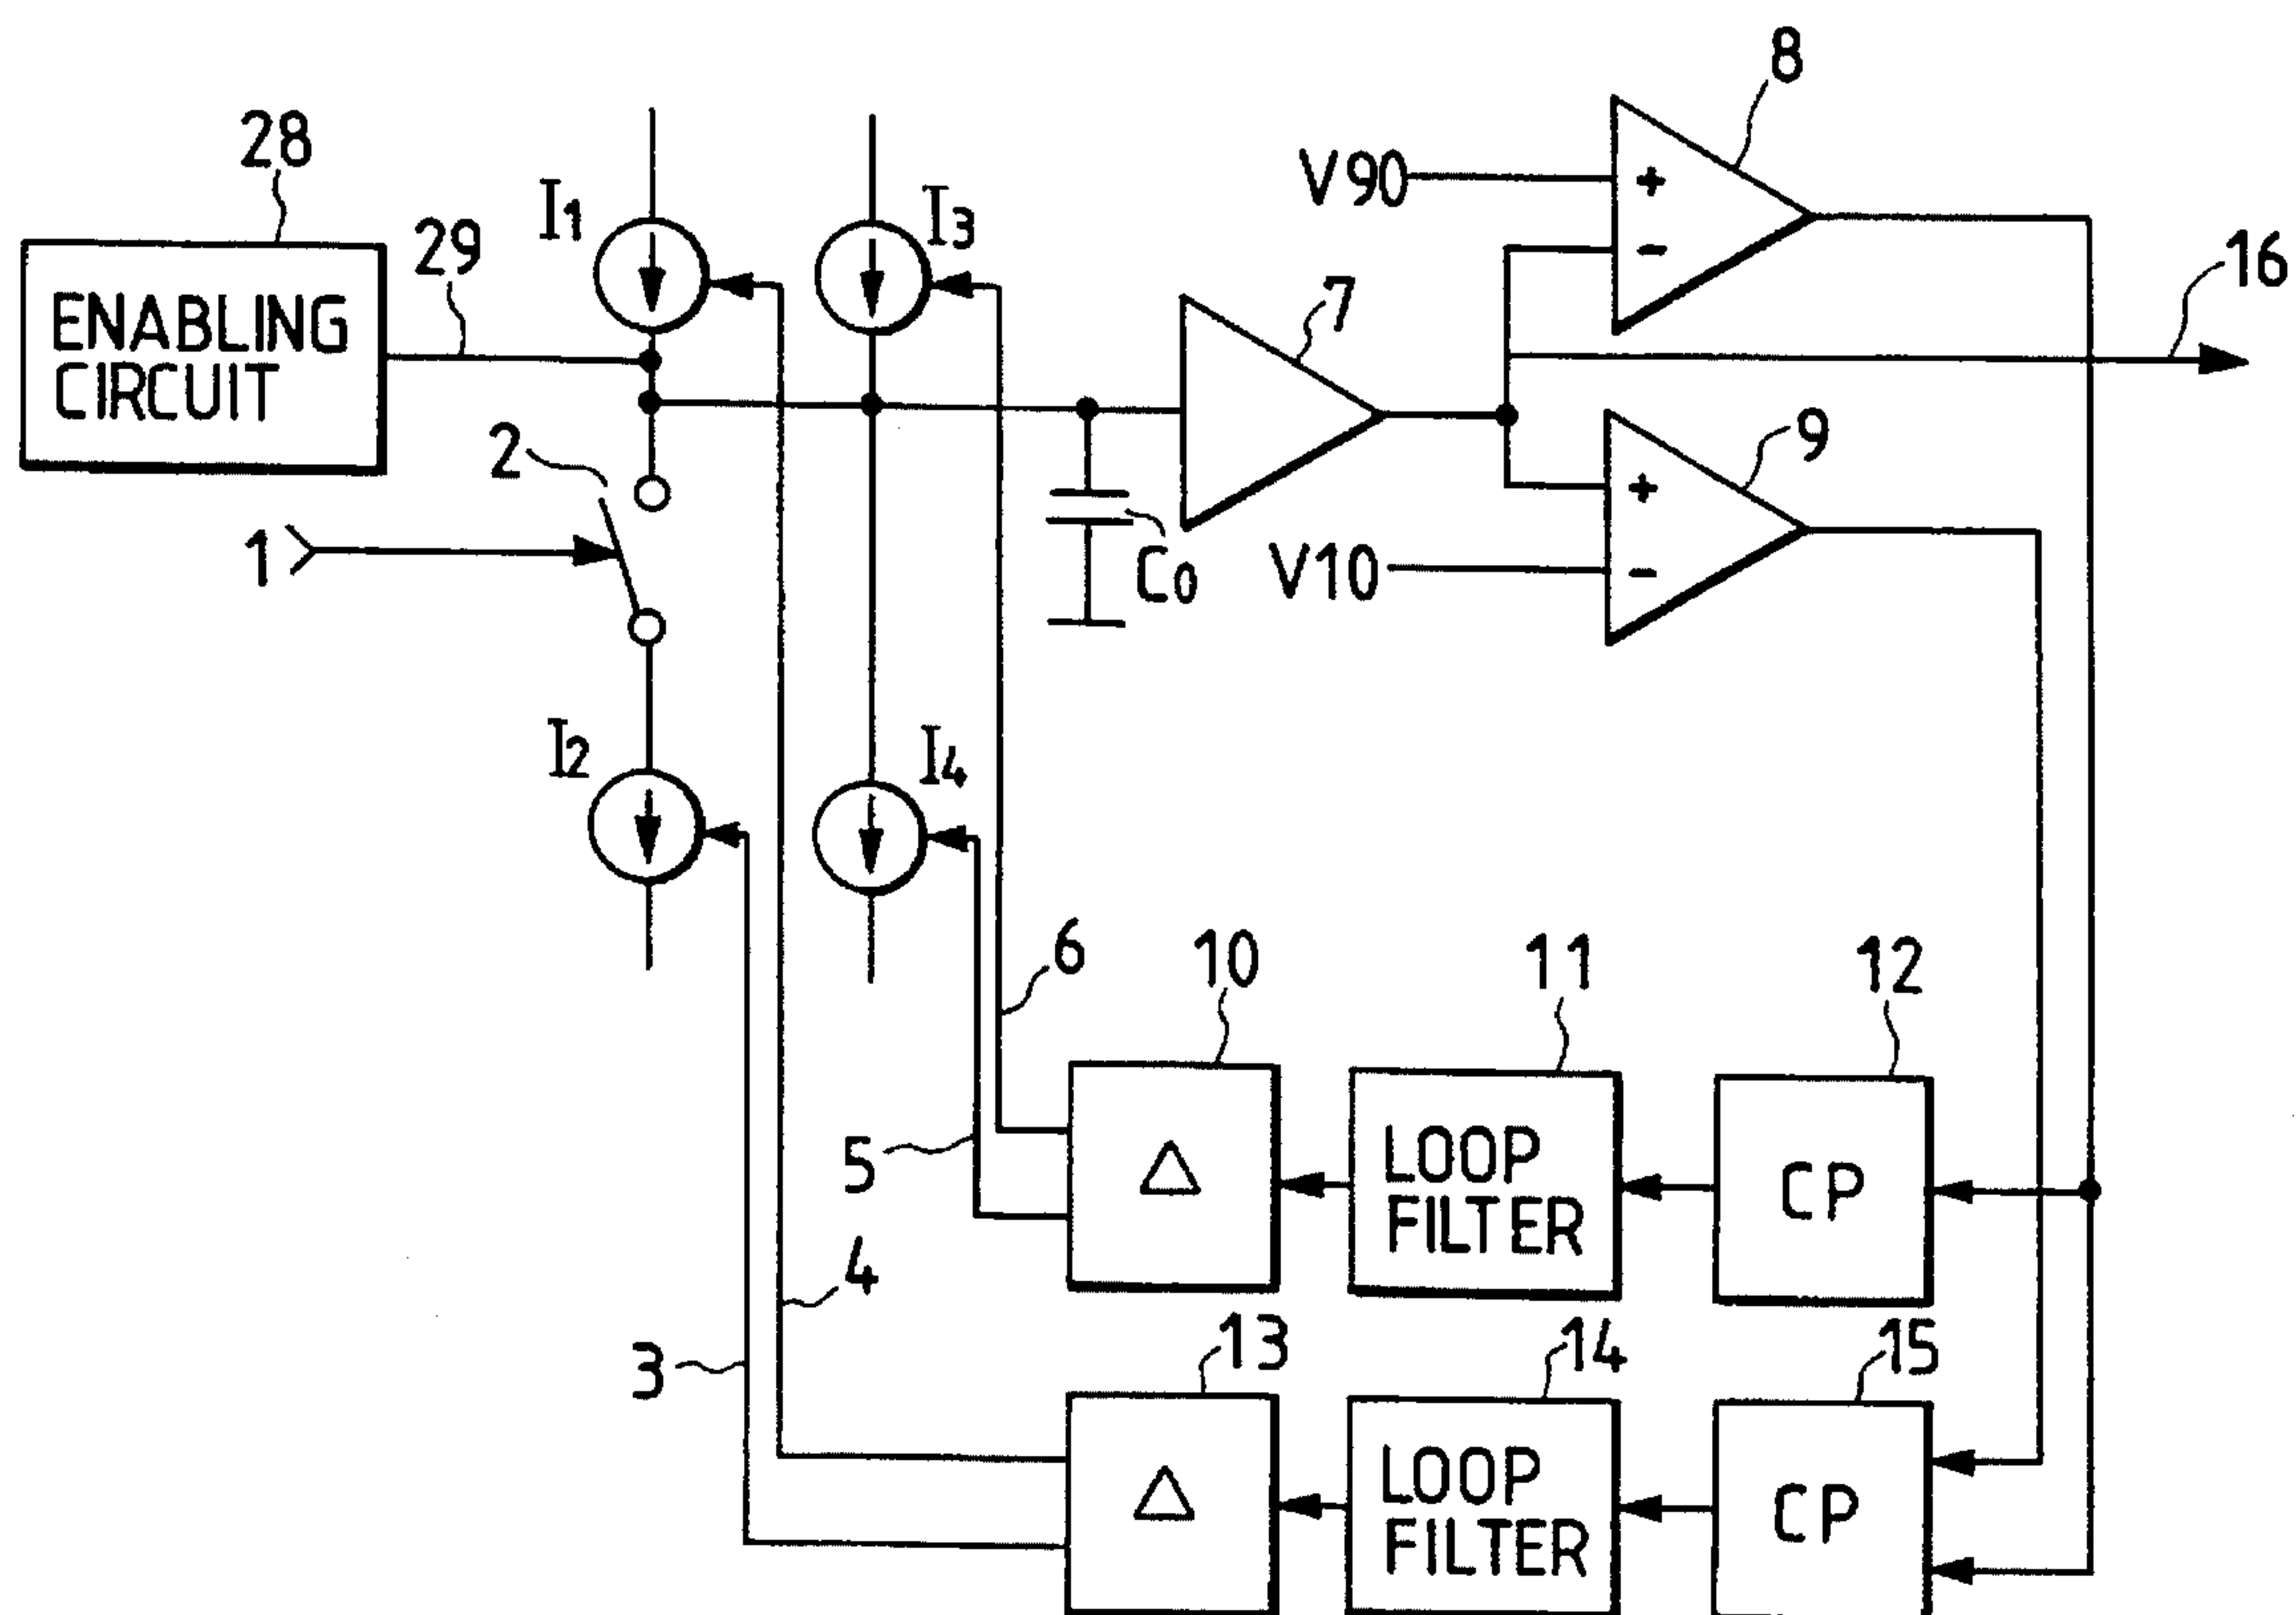 8
28
V90
+
I1
I3
29
-
16
7
ENABLING
CIRCUIT
9
2
+
1
C0
V10
-
I2
I4
6
10
11
12
5
△
LOOP
FILTER
CP
4
3
13
14
15
△
LOOP
FILTER
CP